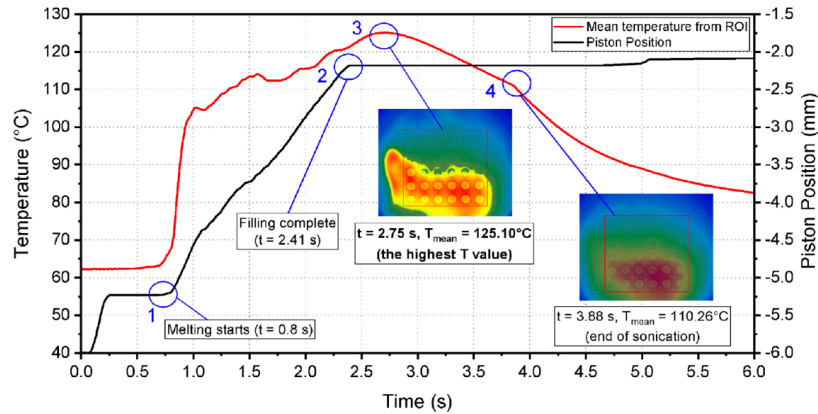 Mean temperature from ROI
Piston Position
130
120
110
100
90
80
70
60
50
40
Temperature (°C)
-1.5
-2.0
-2.5
-3.0
-3.5
-4.0
-4.5
-5.0
-5.5
-6.0
Piston Position (mm)
1
2
3
4
Filling complete
(t = 2.41 s)
Melting starts (t = 0.8 s)
t = 2.75 s, Tmean = 125.10°C
(the highest T value)
t = 3.88 s, Tmean = 110.26°C
(end of sonication)
0.0 0.5 1.0 1.5 2.0 2.5 3.0 3.5 4.0 4.5 5.0 5.5 6.0
Time (s)